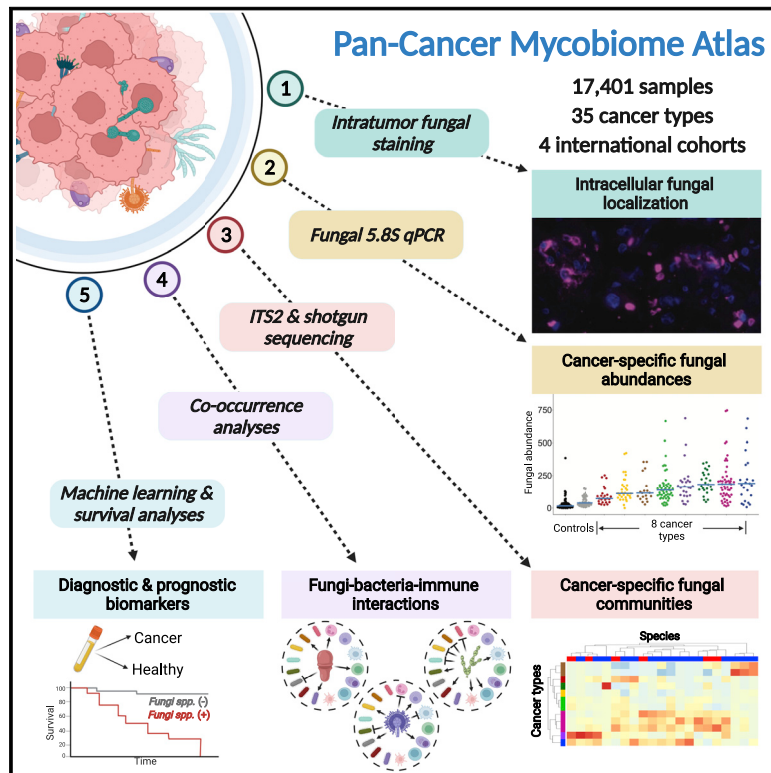 Pan-Cancer Mycobiome Atlas
17,401 samples
35 cancer types
4 international cohorts
1
Intratumor fungal
staining
Intracellular fungal
localization
2
Fungal 5.8S qPCR
Cancer-specific fungal
abundances
750
500
250
0
Fungal abundance
Controls
8 cancer
types
3
ITS2 & shotgun
sequencing
Cancer-specific fungal
communities
Species
Cancer types
4
Co-occurrence
analyses
Fungi-bacteria-immune
interactions
5
Machine learning &
survival analyses
Diagnostic & prognostic
biomarkers
Cancer
Healthy
100
80
60
40
20
0
Survival
Fungi spp. (-)
Fungi spp. (+)
Time